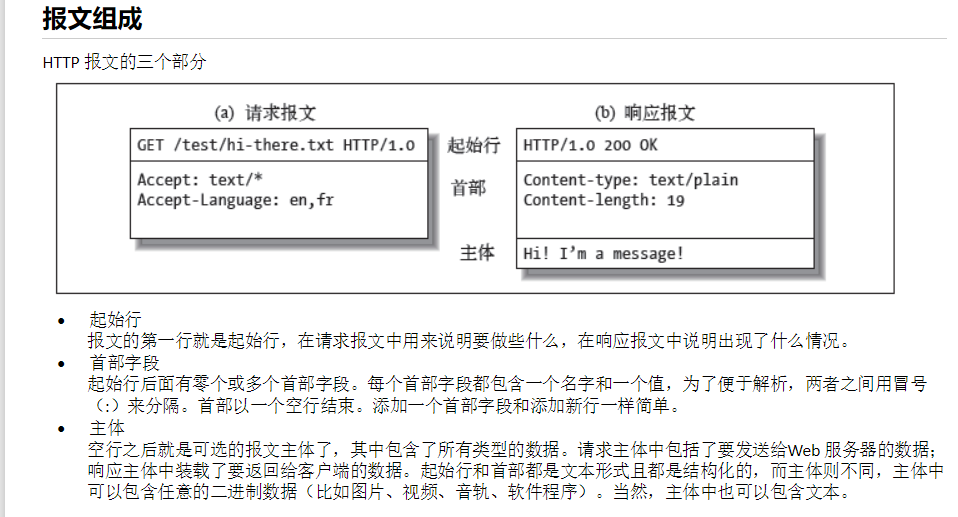 报文组成
HTTP 报文的三个部分
(a) 请求报文
(b) 响应报文
GET /test/hi-there.txt HTTP/1.0
起始行
HTTP/1.0 200 OK
Accept: text/*
Accept-Language: en,fr
首部
Content-type: text/plain
Content-length: 19
主体
Hi! I’m a message!
• 起始行
报文的第一行就是起始行，在请求报文中用来说明要做些什么，在响应报文中说明出现了什么情况。
• 首部字段
起始行后面有零个或多个首部字段。每个首部字段都包含一个名字和一个值，为了便于解析，两者之间用冒号
（:）来分隔。首部以一个空行结束。添加一个首部字段和添加新行一样简单。
• 主体
空行之后就是可选的报文主体了，其中包含了所有类型的数据。请求主体中包括了要发送给Web 服务器的数据；
响应主体中装载了要返回给客户端的数据。起始行和首部都是文本形式且都是结构化的，而主体则不同，主体中
可以包含任意的二进制数据（比如图片、视频、音轨、软件程序）。当然，主体中也可以包含文本。